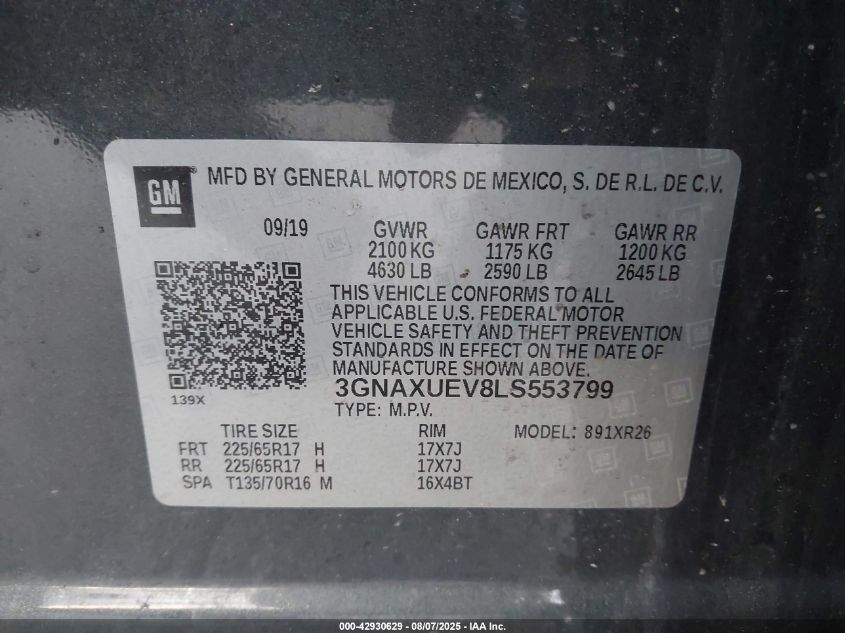 GM
MFD BY GENERAL MOTORS DE MEXICO, S. DE R.L. DE C.V.
09/19 GVWR GAWR FRT GAWR RR
2100 KG 1175 KG 1200 KG
4630 LB 2590 LB 2645 LB
THIS VEHICLE CONFORMS TO ALL
APPLICABLE U.S. FEDERAL MOTOR
VEHICLE SAFETY AND THEFT PREVENTION
STANDARDS IN EFFECT ON THE DATE OF
MANUFACTURE SHOWN ABOVE.
3GNAXUEV8LS553799
139X
TYPE: M.P.V.
TIRE SIZE RIM MODEL: 891XR26
FRT 225/65R17 H 17X7J
RR 225/65R17 H 17X7J
SPA T135/70R16 M 16X4BT
000-42930629 - 08/07/2025 - IAA Inc.